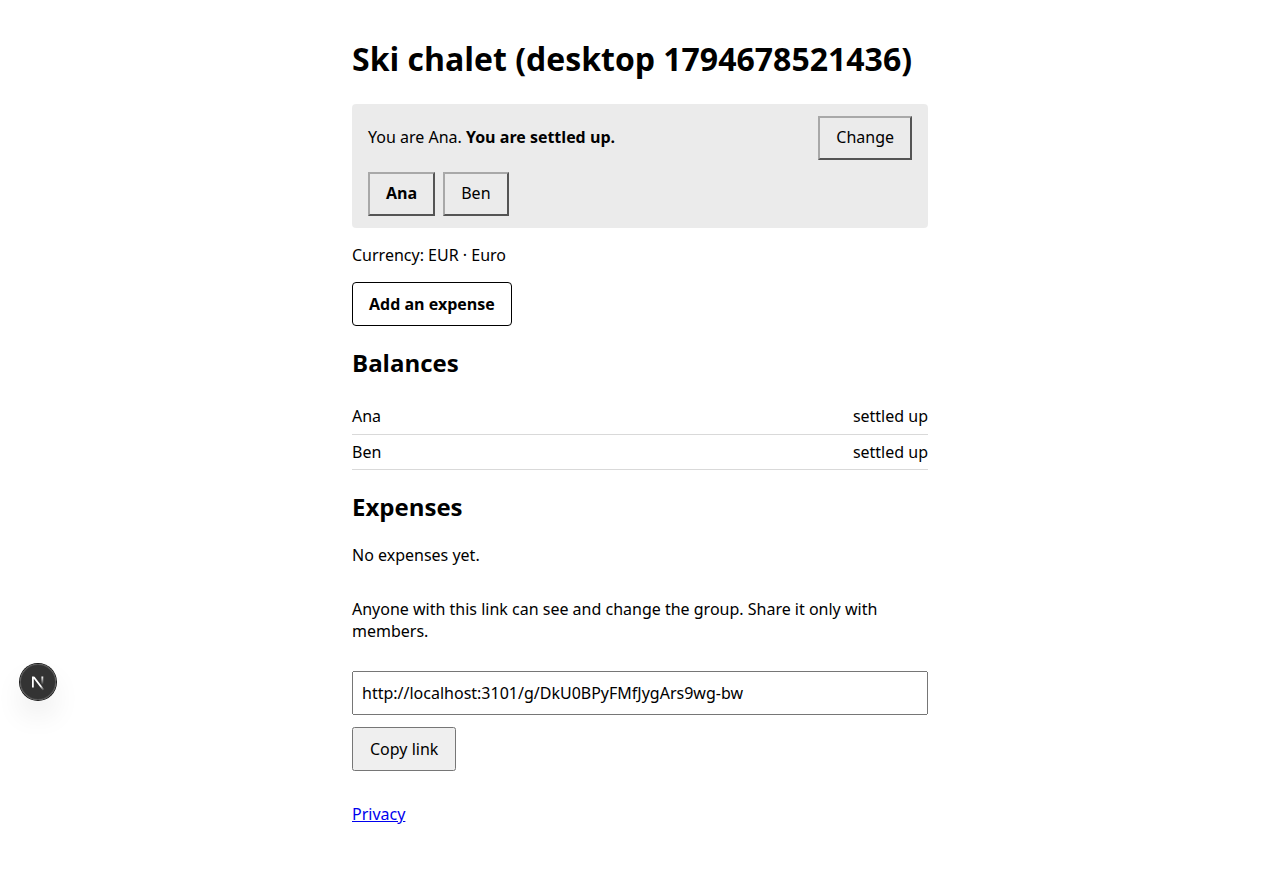 Ski chalet (desktop 1794678521436)
You are Ana. You are settled up.
Change
Ana
Ben
Currency: EUR · Euro
Add an expense
Balances
Ana settled up
Ben settled up
Expenses
No expenses yet.
Anyone with this link can see and change the group. Share it only with
members.
http://localhost:3101/g/DkU0BPyFMfJygArs9wg-bw
Copy link
N
Privacy